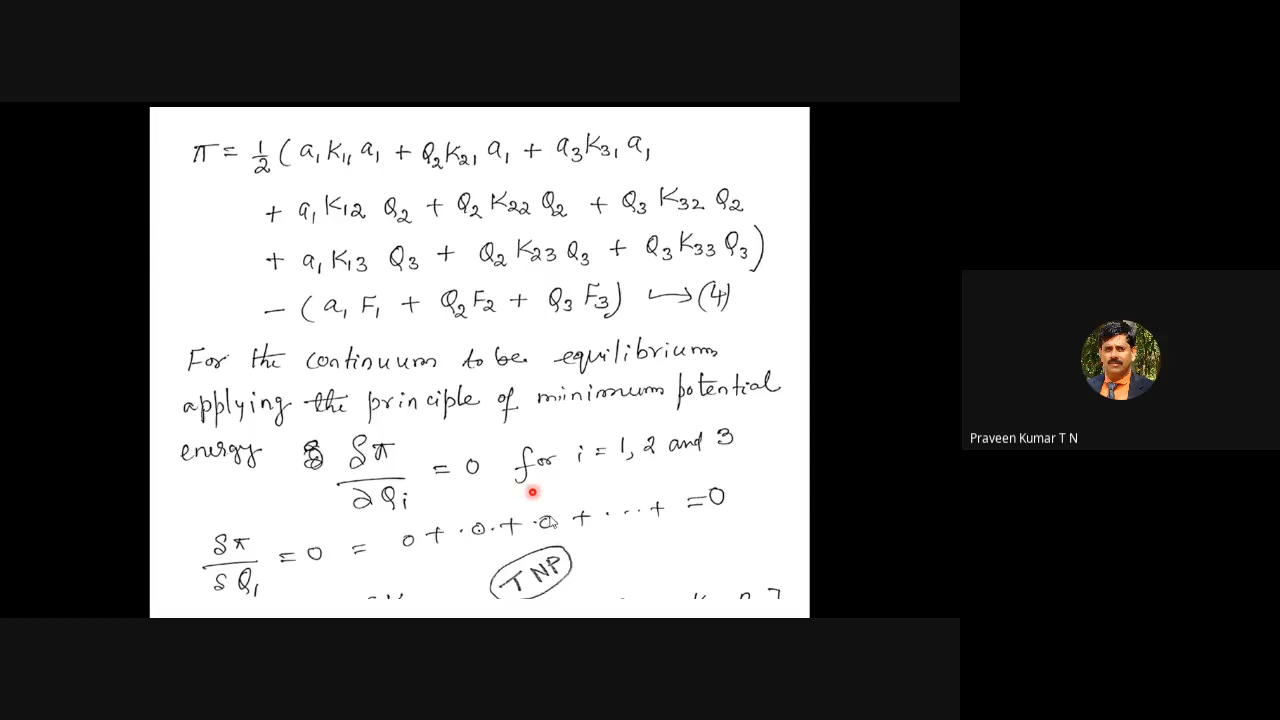 π = 1/2 ( a₁ K₁₁ a₁ + Q₂ K₂₁ a₁ + a₃ K₃₁ a₁
+ a₁ K₁₂ Q₂ + Q₂ K₂₂ Q₂ + Q₃ K₃₂ Q₂
+ a₁ K₁₃ Q₃ + Q₂ K₂₃ Q₃ + Q₃ K₃₃ Q₃ )
− ( a₁ F₁ + Q₂ F₂ + Q₃ F₃ ) → (4)
For the continuum to be equilibrium
applying the principle of minimum potential
energy δπ/∂Qi = 0 for i = 1, 2 and 3
δπ/δQ₁ = 0 = 0 + . 0 . + . 0 + . . . + = 0
TNP
Praveen Kumar T N